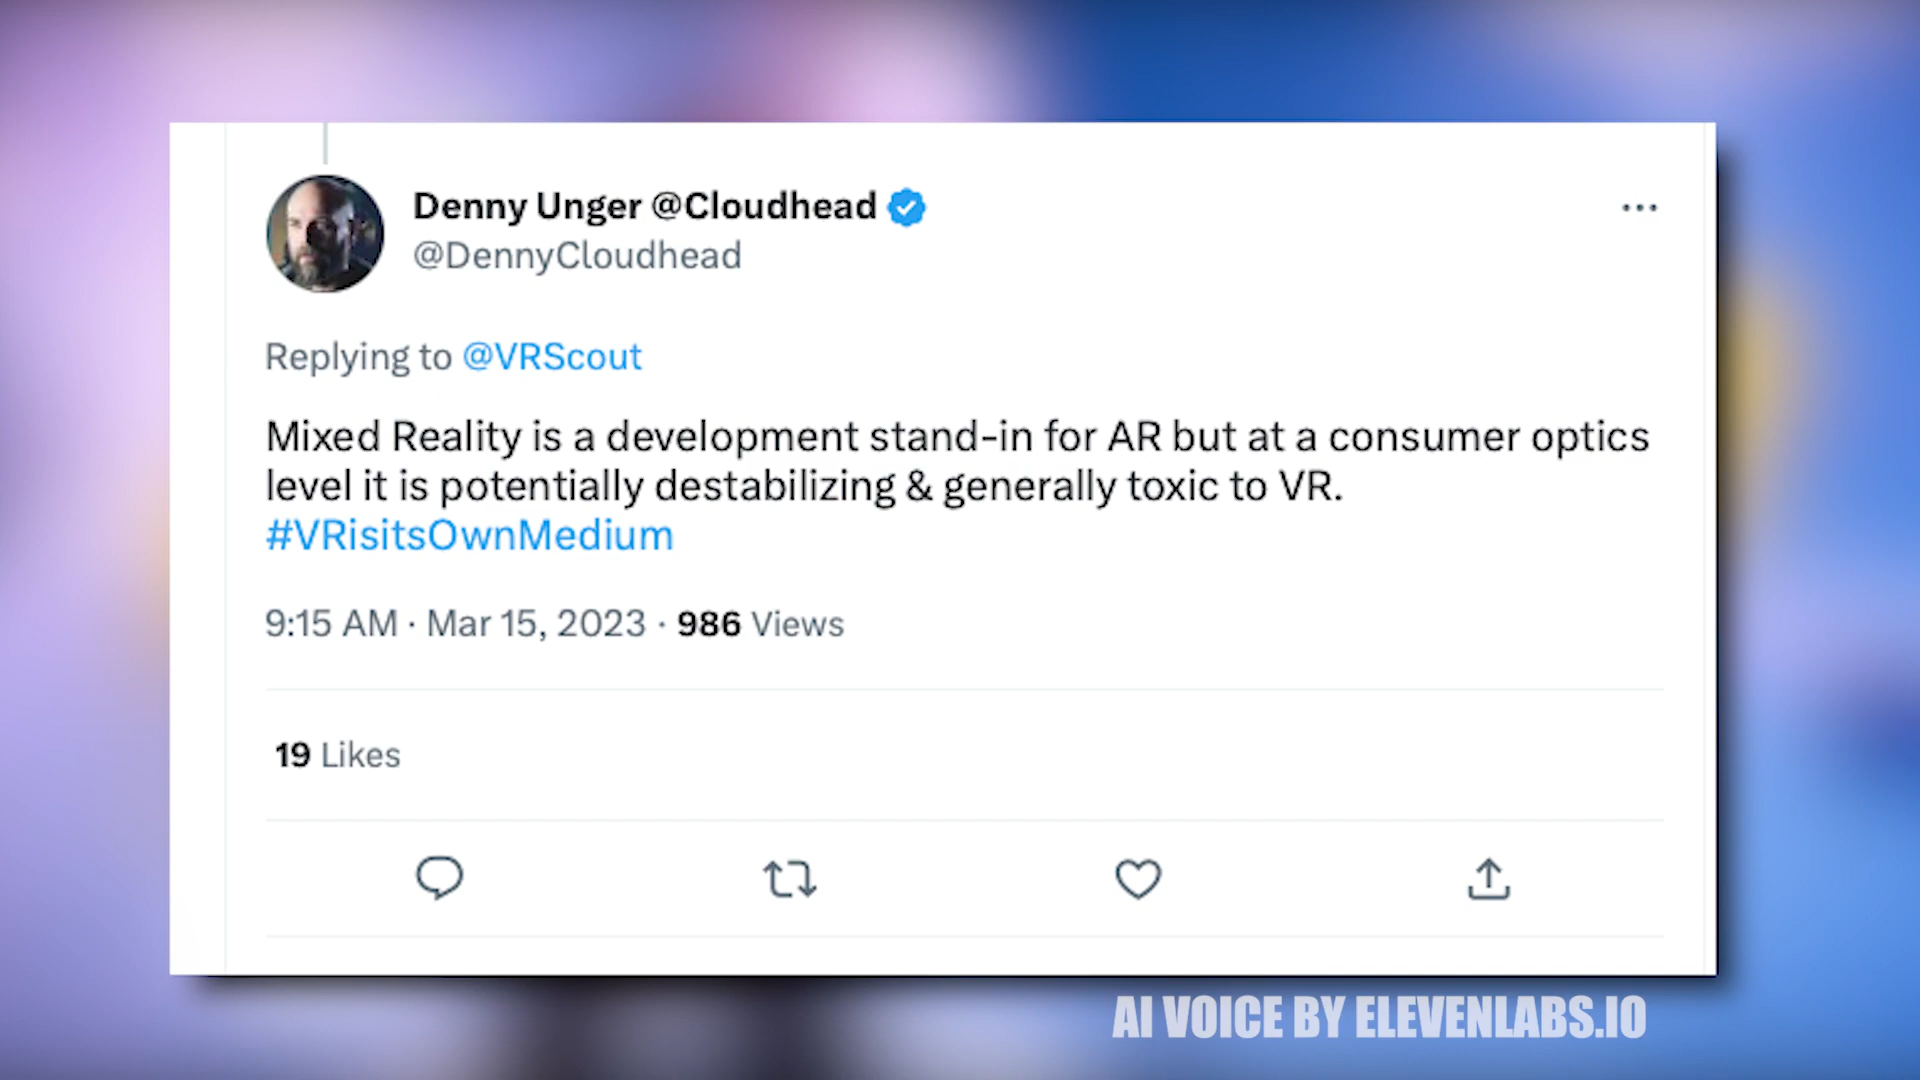 Denny Unger @Cloudhead
@DennyCloudhead
Replying to @VRScout
Mixed Reality is a development stand-in for AR but at a consumer optics
level it is potentially destabilizing & generally toxic to VR.
#VRisitsOwnMedium
9:15 AM · Mar 15, 2023 · 986 Views
19 Likes
AI VOICE BY ELEVENLABS.IO